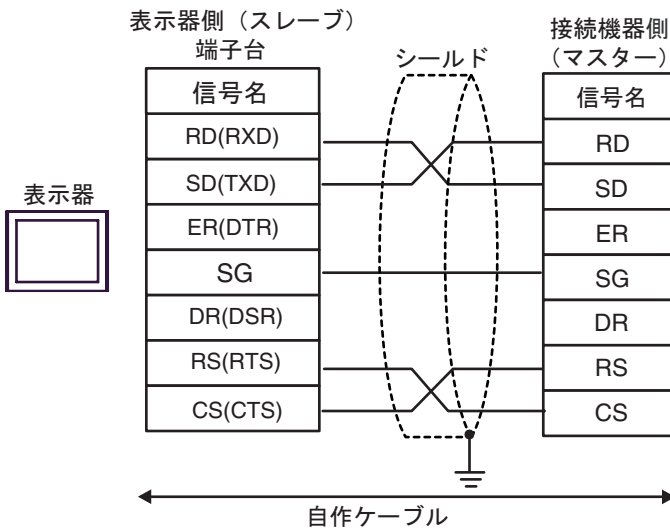 表示器側（スレーブ）
端子台
信号名
RD(RXD)
SD(TXD)
ER(DTR)
SG
DR(DSR)
RS(RTS)
CS(CTS)
表示器
シールド
接続機器側
（マスター）
信号名
RD
SD
ER
SG
DR
RS
CS
自作ケーブル